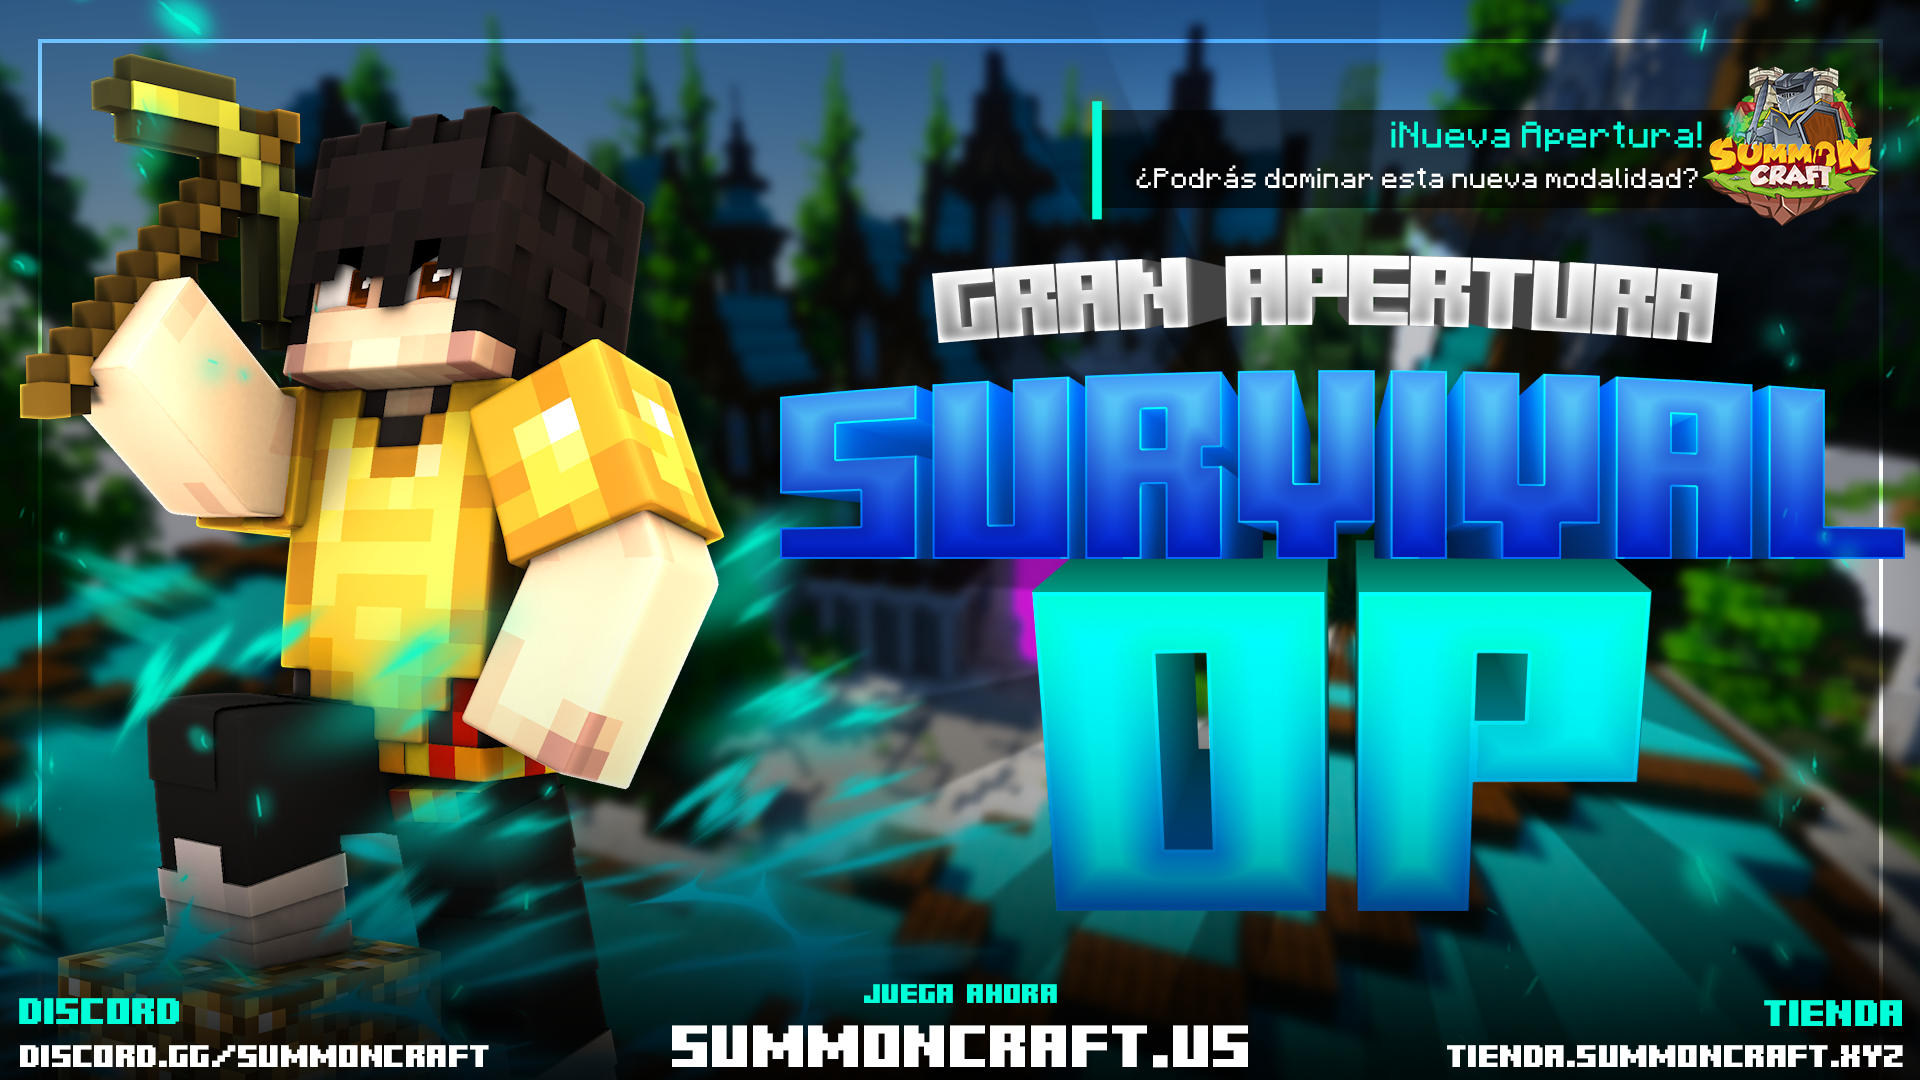 ¡Nueva Apertura!
¿Podrás dominar esta nueva modalidad?
SUMMON
CRAFT
GRAN APERTURA
SURVIVAL
OP
DISCORD
DISCORD.GG/SUMMONCRAFT
JUEGA AHORA
SUMMONCRAFT.US
TIENDA
TIENDA.SUMMONCRAFT.XYZ